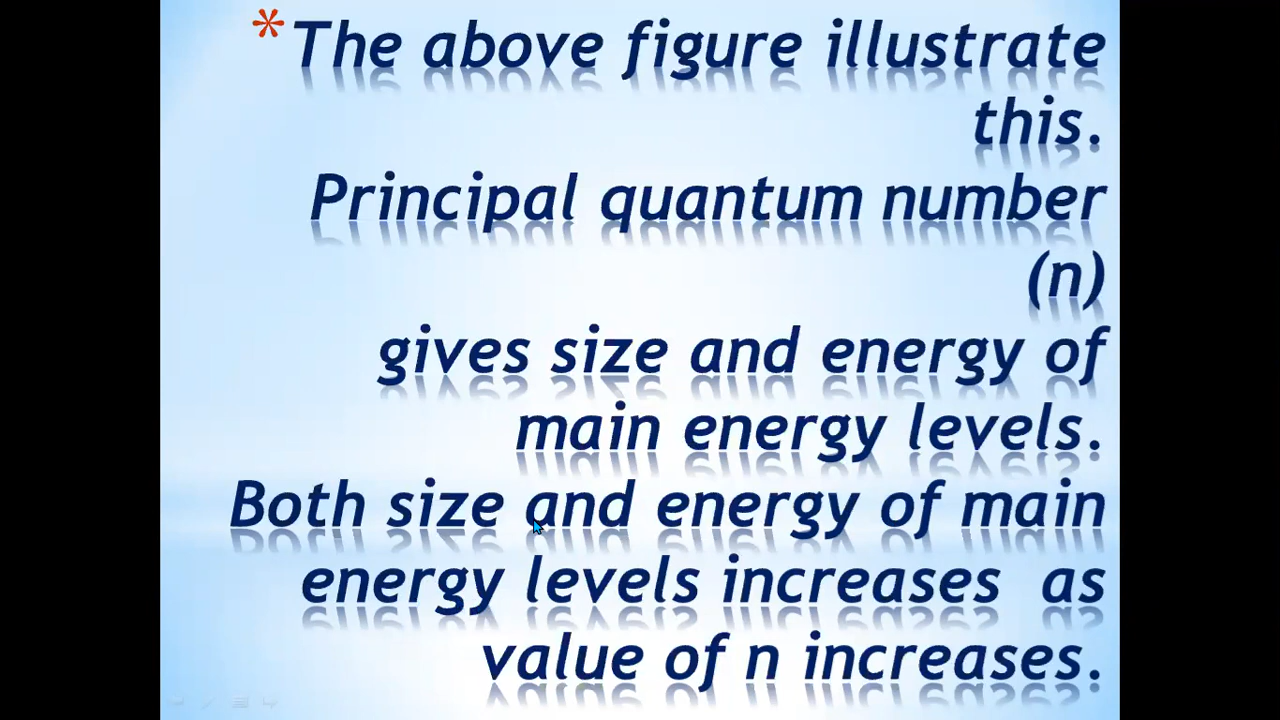 *The above figure illustrate
this.
Principal quantum number
(n)
gives size and energy of
main energy levels.
Both size and energy of main
energy levels increases as
value of n increases.